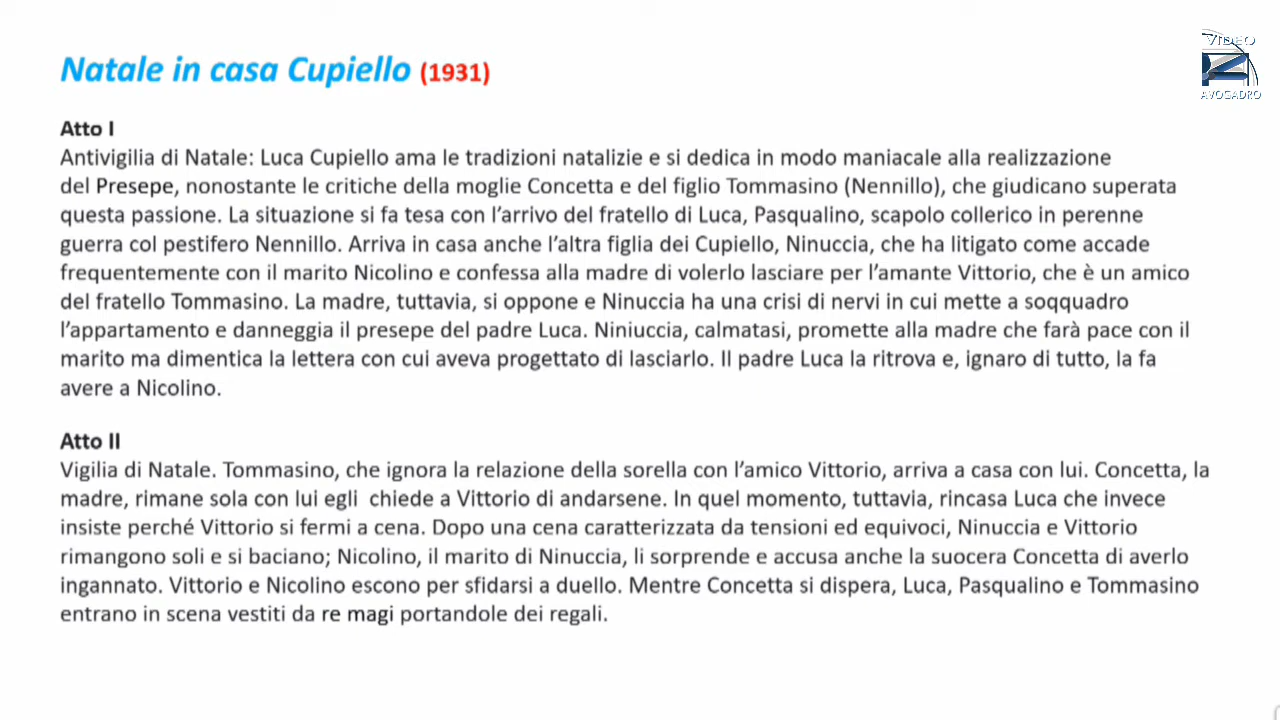 VIDEO
AVOGADRO
Natale in casa Cupiello (1931)
Atto I
Antivigilia di Natale: Luca Cupiello ama le tradizioni natalizie e si dedica in modo maniacale alla realizzazione
del Presepe, nonostante le critiche della moglie Concetta e del figlio Tommasino (Nennillo), che giudicano superata
questa passione. La situazione si fa tesa con l'arrivo del fratello di Luca, Pasqualino, scapolo collerico in perenne
guerra col pestifero Nennillo. Arriva in casa anche l'altra figlia dei Cupiello, Ninuccia, che ha litigato come accade
frequentemente con il marito Nicolino e confessa alla madre di volerlo lasciare per l'amante Vittorio, che è un amico
del fratello Tommasino. La madre, tuttavia, si oppone e Ninuccia ha una crisi di nervi in cui mette a soqquadro
l'appartamento e danneggia il presepe del padre Luca. Niniuccia, calmatasi, promette alla madre che farà pace con il
marito ma dimentica la lettera con cui aveva progettato di lasciarlo. Il padre Luca la ritrova e, ignaro di tutto, la fa
avere a Nicolino.
Atto II
Vigilia di Natale. Tommasino, che ignora la relazione della sorella con l'amico Vittorio, arriva a casa con lui. Concetta, la
madre, rimane sola con lui egli  chiede a Vittorio di andarsene. In quel momento, tuttavia, rincasa Luca che invece
insiste perché Vittorio si fermi a cena. Dopo una cena caratterizzata da tensioni ed equivoci, Ninuccia e Vittorio
rimangono soli e si baciano; Nicolino, il marito di Ninuccia, li sorprende e accusa anche la suocera Concetta di averlo
ingannato. Vittorio e Nicolino escono per sfidarsi a duello. Mentre Concetta si dispera, Luca, Pasqualino e Tommasino
entrano in scena vestiti da re magi portandole dei regali.